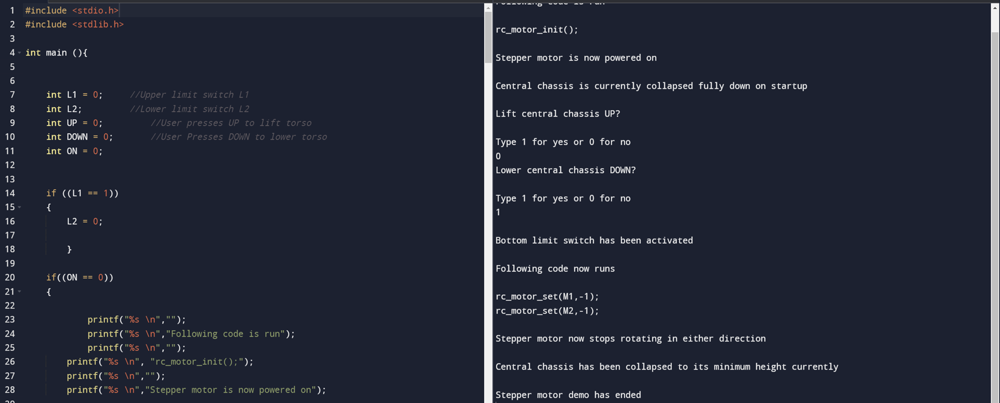 1 #include <stdio.h>
2 #include <stdlib.h>
3
4 int main (){
5
6
7 int L1 = 0; //Upper limit switch L1
8 int L2; //Lower limit switch L2
9 int UP = 0; //User presses UP to lift torso
10 int DOWN = 0; //User Presses DOWN to lower torso
11 int ON = 0;
12
13
14 if ((L1 == 1))
15 {
16 L2 = 0;
17
18 }
19
20 if((ON == 0))
21 {
22
23 printf("%s \n","");
24 printf("%s \n","Following code is run");
25 printf("%s \n","");
26 printf("%s \n", "rc_motor_init();");
27 printf("%s \n","");
28 printf("%s \n","Stepper motor is now powered on");
Following code is run
rc_motor_init();
Stepper motor is now powered on
Central chassis is currently collapsed fully down on startup
Lift central chassis UP?
Type 1 for yes or 0 for no
0
Lower central chassis DOWN?
Type 1 for yes or 0 for no
1
Bottom limit switch has been activated
Following code now runs
rc_motor_set(M1,-1);
rc_motor_set(M2,-1);
Stepper motor now stops rotating in either direction
Central chassis has been collapsed to its minimum height currently
Stepper motor demo has ended